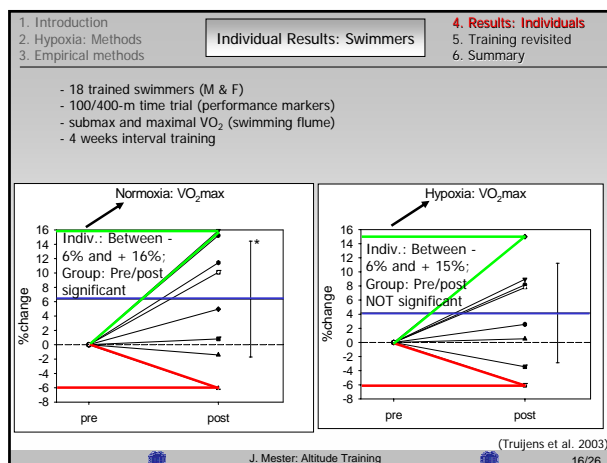 1. Introduction
2. Hypoxia: Methods
3. Empirical methods
Individual Results: Swimmers
4. Results: Individuals
5. Training revisited
6. Summary
- 18 trained swimmers (M & F)
- 100/400-m time trial (performance markers)
- submax and maximal VO₂ (swimming flume)
- 4 weeks interval training
Normoxia: VO₂max
%change
16
14
12
10
8
6
4
2
0
-2
-4
-6
-8
Indiv.: Between -
6% and + 16%;
Group: Pre/post
significant
*
pre post
Hypoxia: VO₂max
%change
16
14
12
10
8
6
4
2
0
-2
-4
-6
-8
Indiv.: Between -
6% and + 15%;
Group: Pre/post
NOT significant
pre post
(Truijens et al. 2003)
J. Mester: Altitude Training
16/26